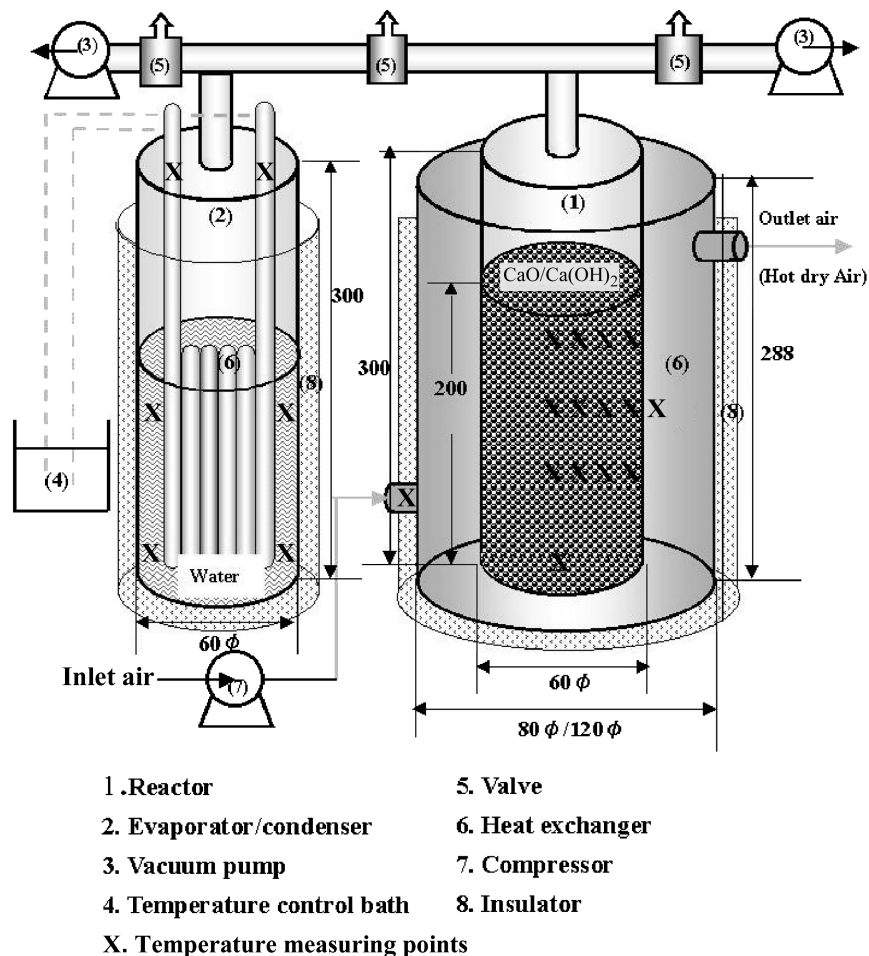 (3)
(5)
(5)
(5)
(3)
X
X
(2)
(1)
Outlet air
(Hot dry Air)
CaO/Ca(OH)2
300
300
200
288
(6)
(6)
(8)
(8)
X X X X
X
X
X X X X
X
X X X X
(4)
X
X
X
X
Water
60 ϕ
Inlet air
(7)
60 ϕ
80 ϕ/120 ϕ
1.Reactor
2. Evaporator/condenser
3. Vacuum pump
4. Temperature control bath
X. Temperature measuring points
5. Valve
6. Heat exchanger
7. Compressor
8. Insulator